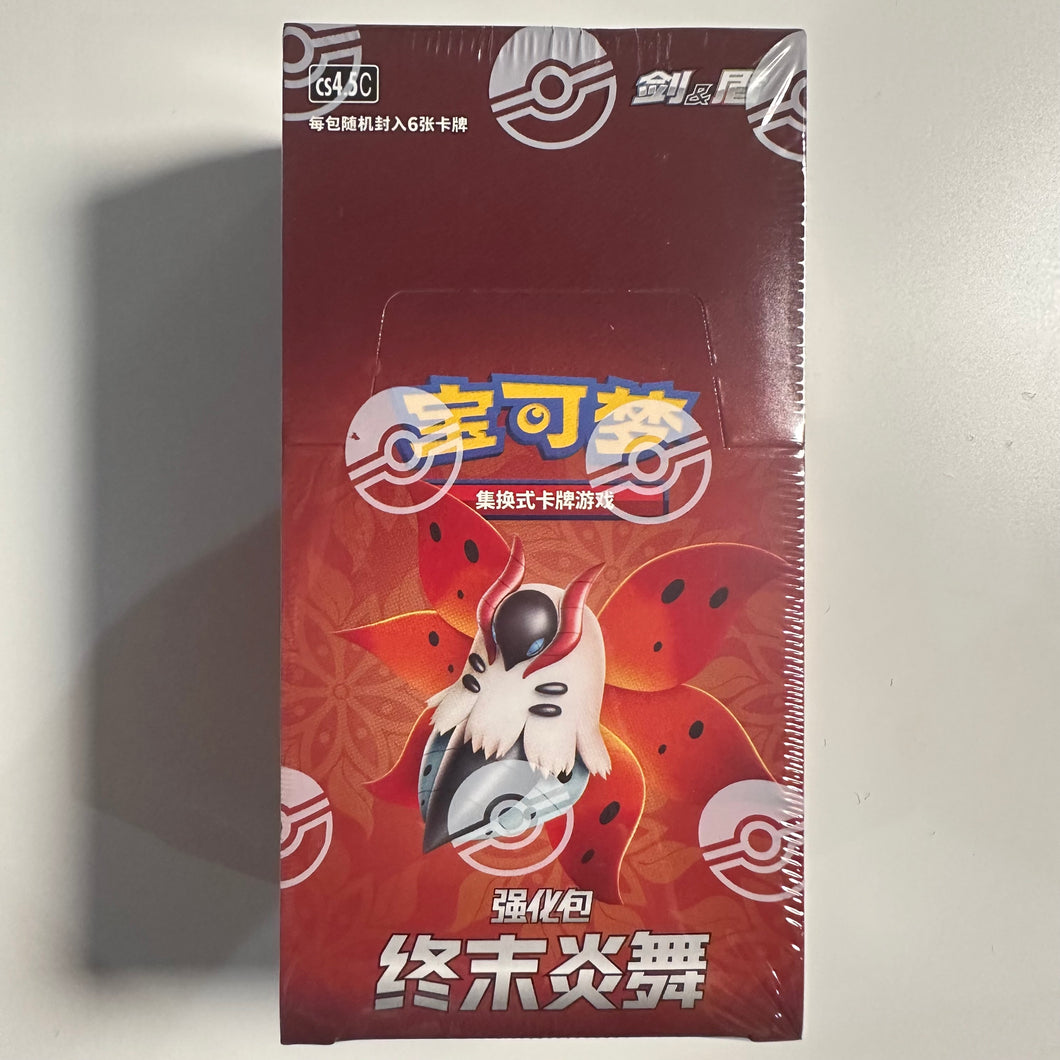 cs4.5C
剑&盾
每包随机封入6张卡牌
宝可梦
集换式卡牌游戏
强化包
终末炎舞